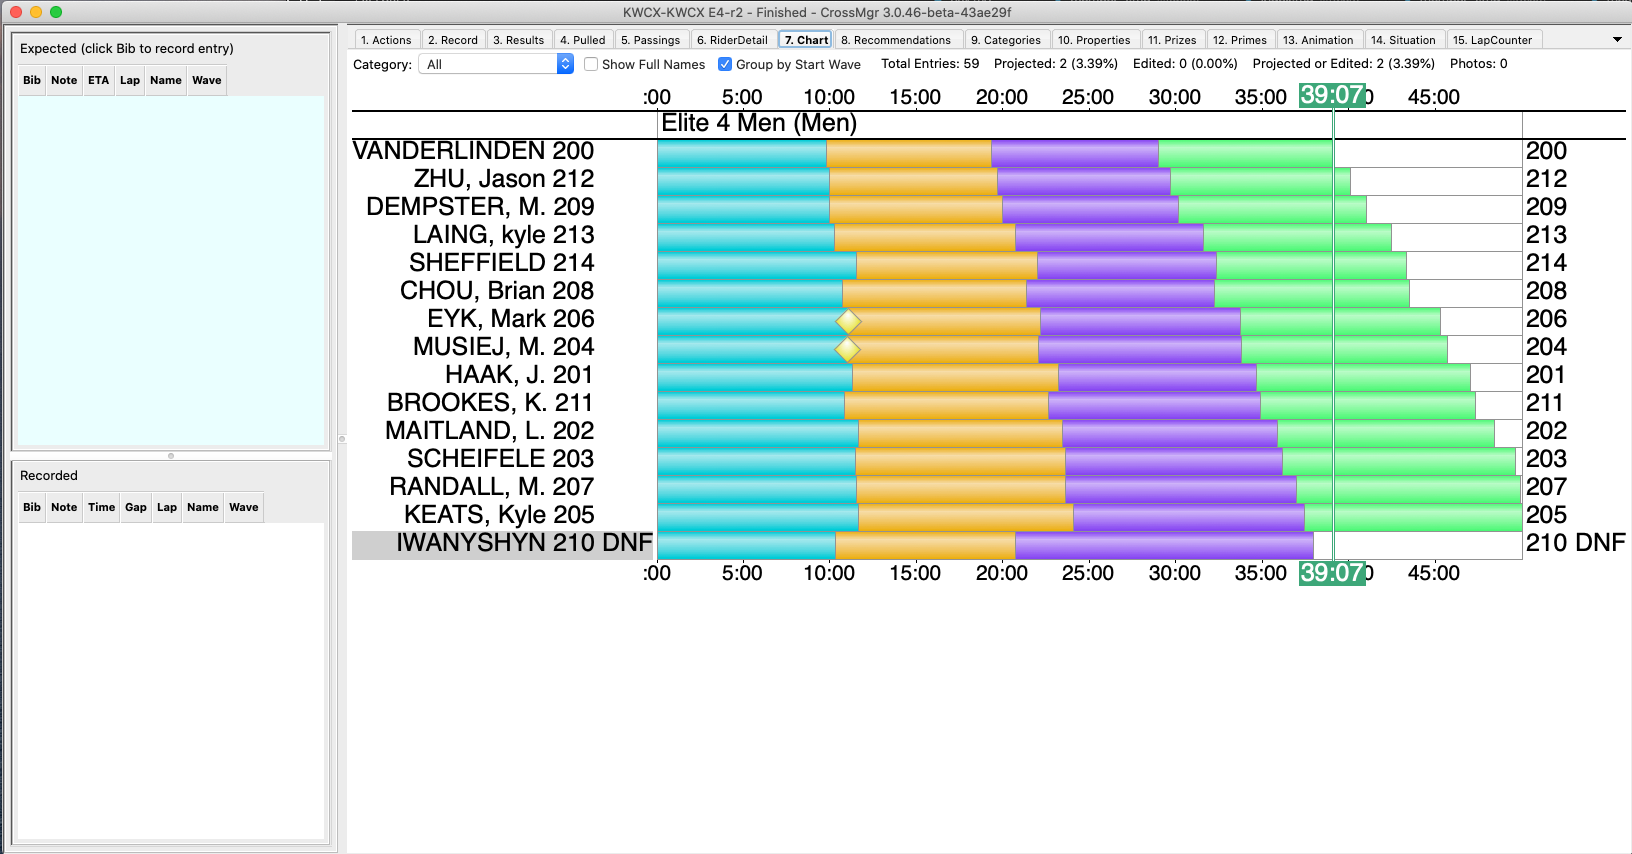 KWCX-KWCX E4-r2 - Finished - CrossMgr 3.0.46-beta-43ae29f
Expected (click Bib to record entry)
Bib Note ETA Lap Name Wave
Recorded
Bib Note Time Gap Lap Name Wave
1. Actions 2. Record 3. Results 4. Pulled 5. Passings 6. RiderDetail 7. Chart 8. Recommendations 9. Categories 10. Properties 11. Prizes 12. Primes 13. Animation 14. Situation 15. LapCounter
Category: All Show Full Names Group by Start Wave Total Entries: 59 Projected: 2 (3.39%) Edited: 0 (0.00%) Projected or Edited: 2 (3.39%) Photos: 0
:00 5:00 10:00 15:00 20:00 25:00 30:00 35:00 39:07 45:00
Elite 4 Men (Men)
VANDERLINDEN 200 200
ZHU, Jason 212 212
DEMPSTER, M. 209 209
LAING, kyle 213 213
SHEFFIELD 214 214
CHOU, Brian 208 208
EYK, Mark 206 206
MUSIEJ, M. 204 204
HAAK, J. 201 201
BROOKES, K. 211 211
MAITLAND, L. 202 202
SCHEIFELE 203 203
RANDALL, M. 207 207
KEATS, Kyle 205 205
IWANYSHYN 210 DNF 210 DNF
:00 5:00 10:00 15:00 20:00 25:00 30:00 35:00 39:07 45:00